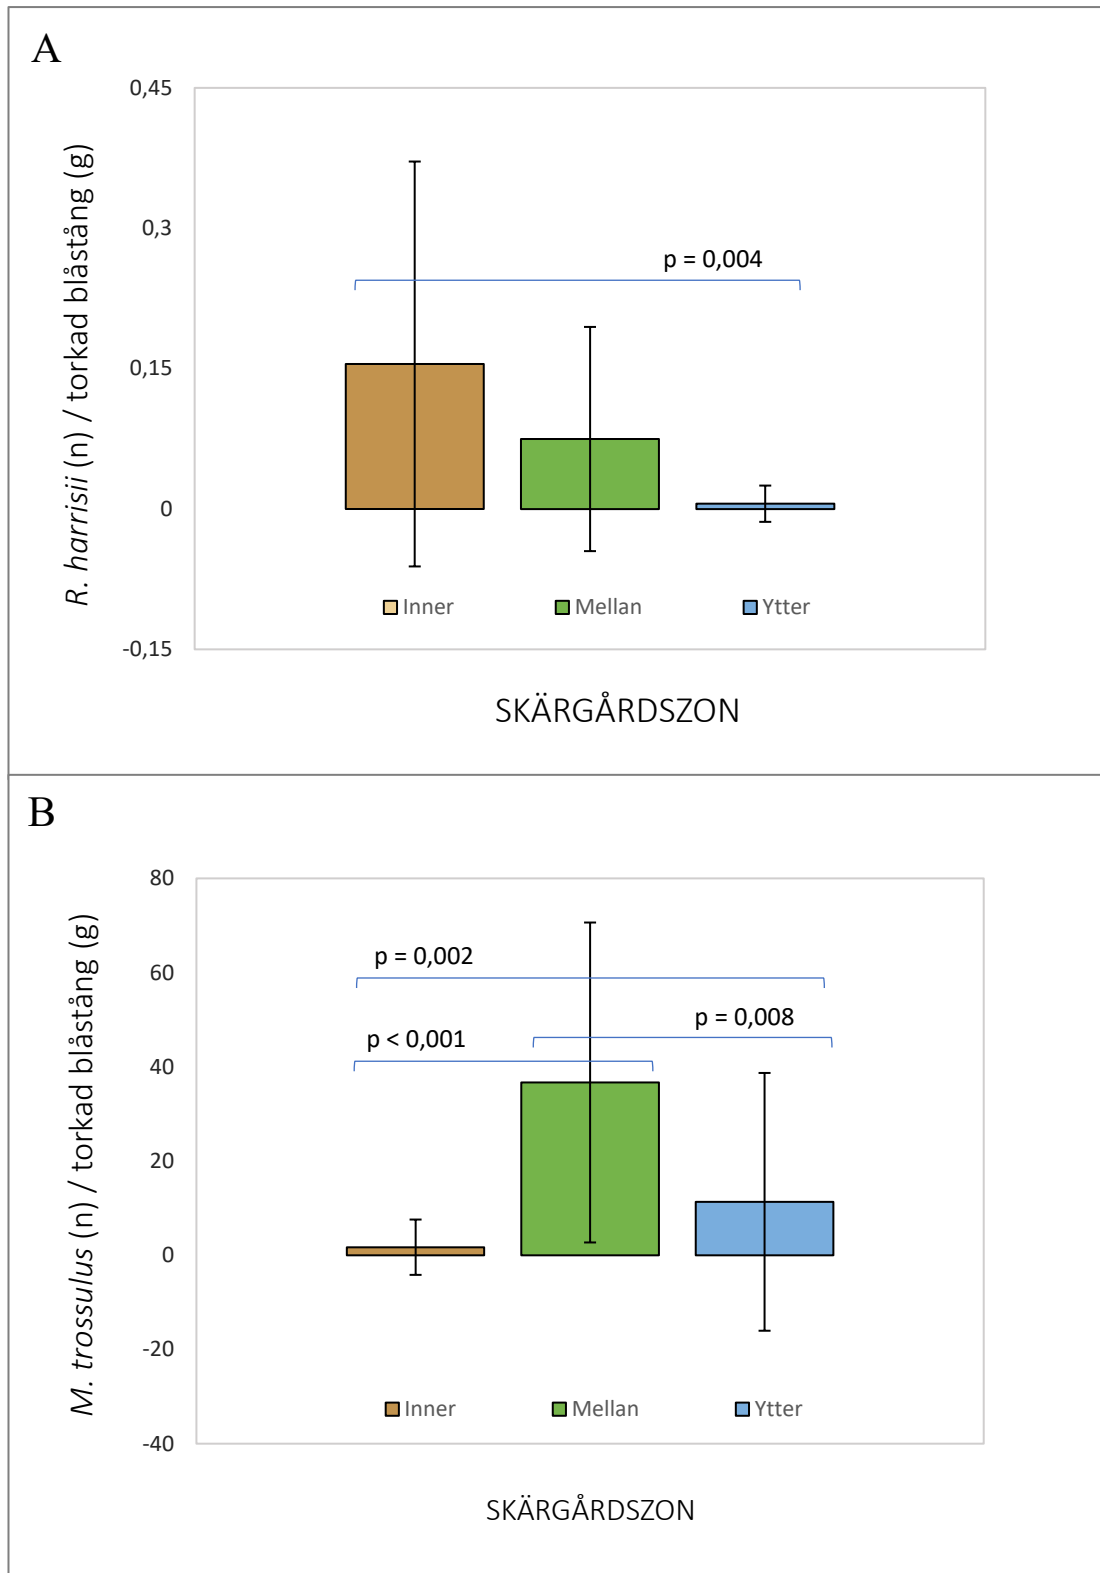 A
0,45
0,3
0,15
0
-0,15
R. harrisii (n) / torkad blåstång (g)
p = 0,004
Inner
Mellan
Ytter
SKÄRGÅRDSZON
B
80
60
40
20
0
-20
-40
M. trossulus (n) / torkad blåstång (g)
p = 0,002
p = 0,008
p < 0,001
Inner
Mellan
Ytter
SKÄRGÅRDSZON